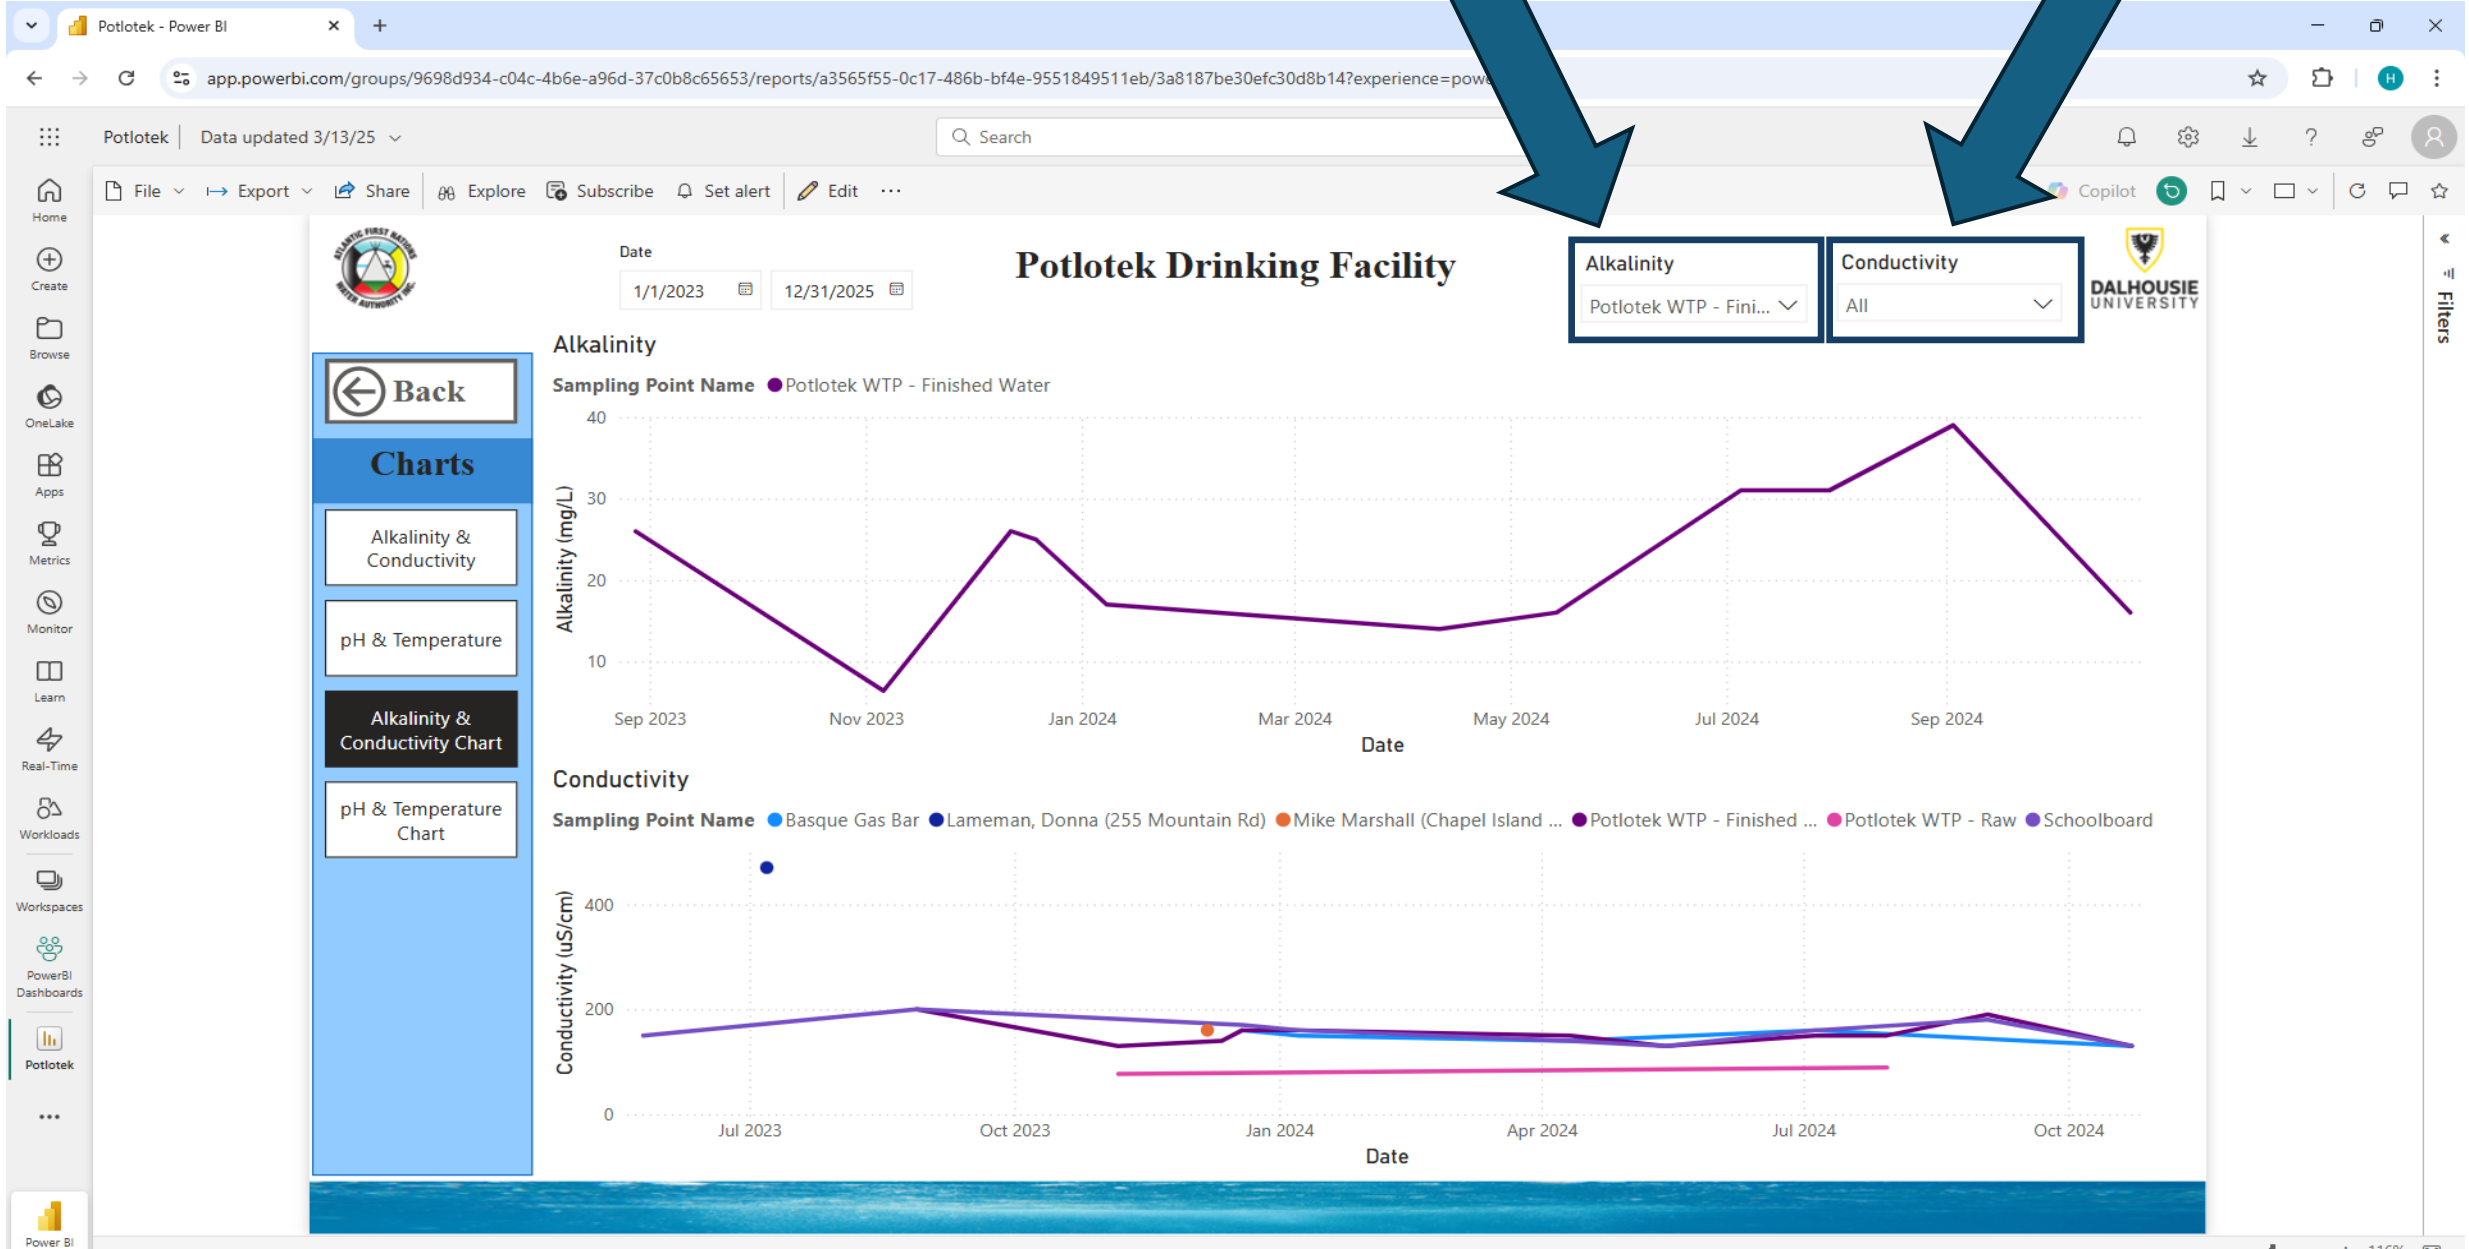 Potlotek - Power BI
app.powerbi.com/groups/9698d934-c04c-4b6e-a96d-37c0b8c65653/reports/a3565f55-0c17-486b-bf4e-9551849511eb/3a8187be30efc30d8b14?experience=pow
H
Potlotek
Data updated 3/13/25
Search
File
Export
Share
Explore
Subscribe
Set alert
Edit
Copilot
Home
Create
Browse
OneLake
Apps
Metrics
Monitor
Learn
Real-Time
Workloads
Workspaces
PowerBI
Dashboards
Potlotek
Power BI
ATLANTIC FIRST NATIONS
WATER AUTHORITY INC.
Date
1/1/2023
12/31/2025
Potlotek Drinking Facility
Alkalinity
Potlotek WTP - Fini...
Conductivity
All
DALHOUSIE
UNIVERSITY
Filters
Back
Charts
Alkalinity &
Conductivity
pH & Temperature
Alkalinity &
Conductivity Chart
pH & Temperature
Chart
Alkalinity
Sampling Point Name Potlotek WTP - Finished Water
Alkalinity (mg/L)
40
30
20
10
Sep 2023 Nov 2023 Jan 2024 Mar 2024 May 2024 Jul 2024 Sep 2024
Date
Conductivity
Sampling Point Name Basque Gas Bar Lameman, Donna (255 Mountain Rd) Mike Marshall (Chapel Island ... Potlotek WTP - Finished ... Potlotek WTP - Raw Schoolboard
Conductivity (uS/cm)
400
200
0
Jul 2023 Oct 2023 Jan 2024 Apr 2024 Jul 2024 Oct 2024
Date